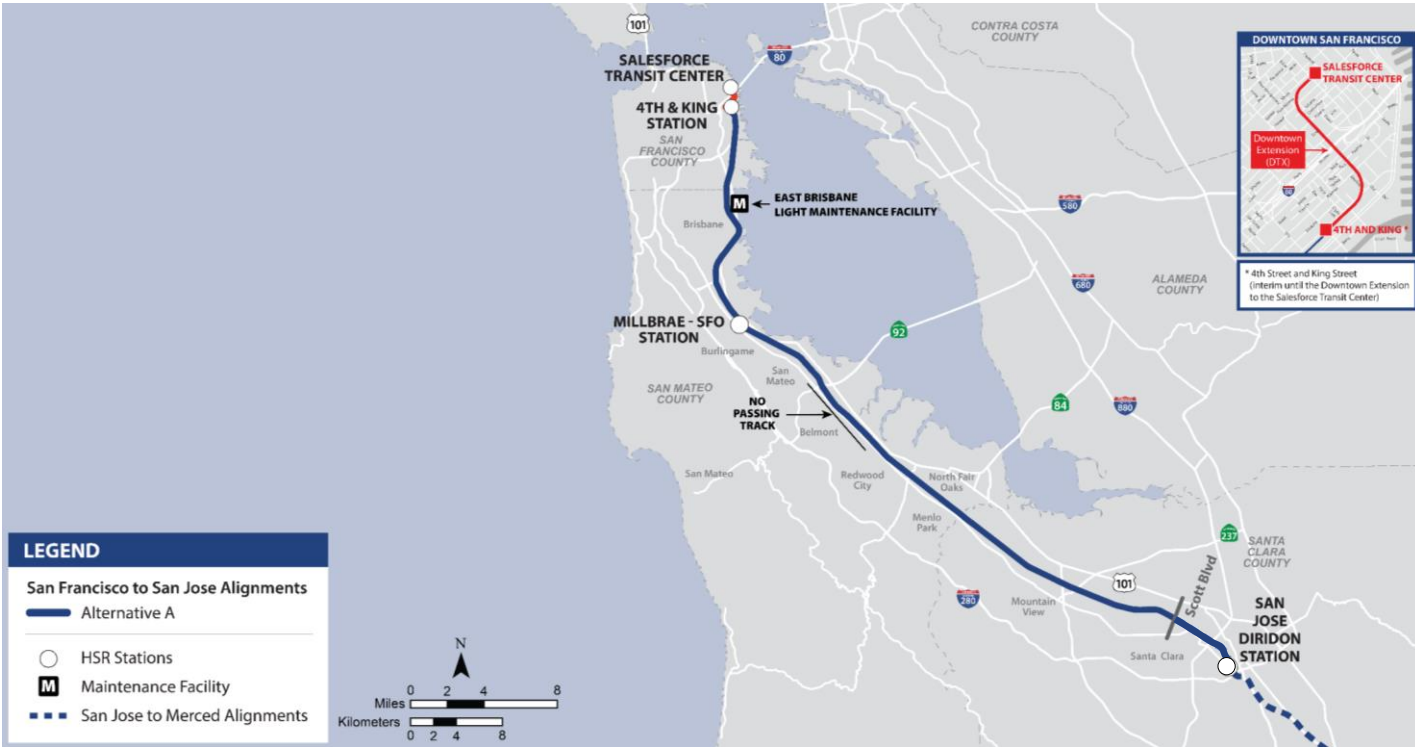 101
CONTRA COSTA
COUNTY
80
SALESFORCE
TRANSIT CENTER
4TH & KING
STATION
SAN
FRANCISCO
COUNTY
M
EAST BRISBANE
LIGHT MAINTENANCE FACILITY
Brisbane
580
680
ALAMEDA
COUNTY
MILLBRAE - SFO
STATION
92
Burlingame
San
Mateo
SAN MATEO
COUNTY
NO
PASSING
TRACK
84
880
Belmont
San Mateo
Redwood
City
North Fair
Oaks
Menlo
Park
237
SANTA
CLARA
COUNTY
101
Scott Blvd
280
Mountain
View
SAN
JOSE
DIRIDON
STATION
Santa Clara
DOWNTOWN SAN FRANCISCO
SALESFORCE
TRANSIT CENTER
Downtown
Extension
(DTX)
80
4TH AND KING *
* 4th Street and King Street
(interim until the Downtown Extension
to the Salesforce Transit Center)
LEGEND
San Francisco to San Jose Alignments
Alternative A
HSR Stations
M Maintenance Facility
San Jose to Merced Alignments
N
0 2 4 8
Miles
Kilometers
0 2 4 8